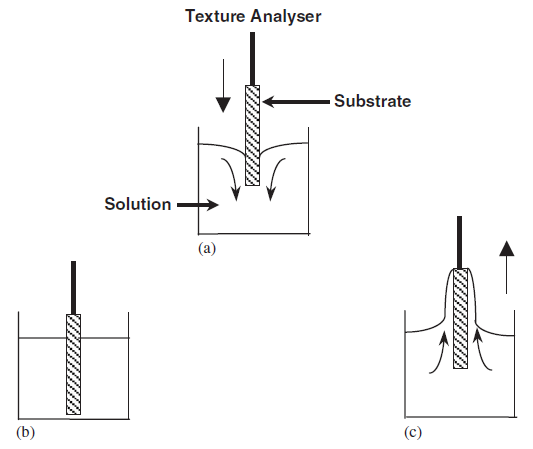 Texture Analyser
Substrate
Solution
(a)
(b)
(c)